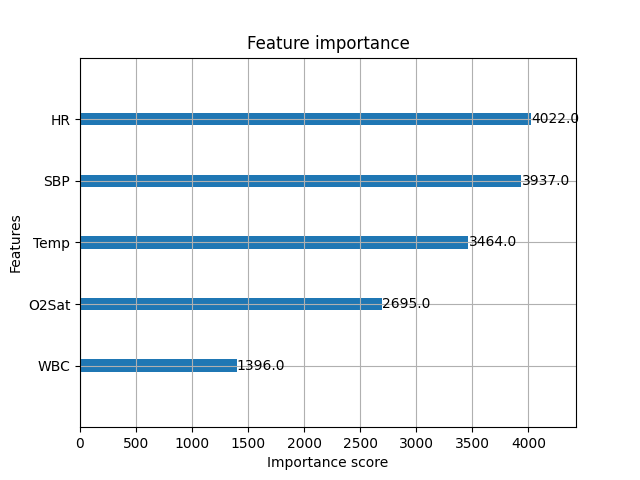 Feature importance
HR
4022.0
SBP
3937.0
Temp
3464.0
O2Sat
2695.0
WBC
1396.0
Features
0 500 1000 1500 2000 2500 3000 3500 4000
Importance score